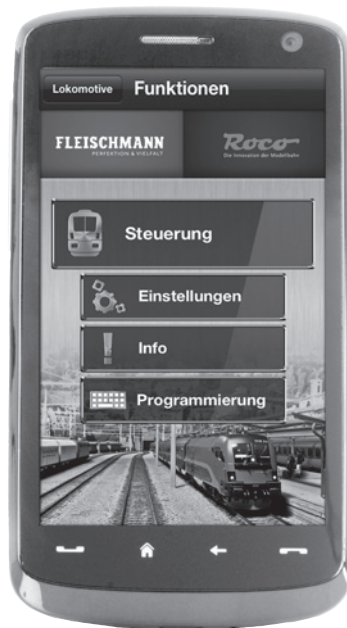 Lokomotive Funktionen
FLEISCHMANN
PERFEKTION & VIELFALT
Roco
Die Innovation der Modellbahn
Steuerung
Einstellungen
Info
Programmierung